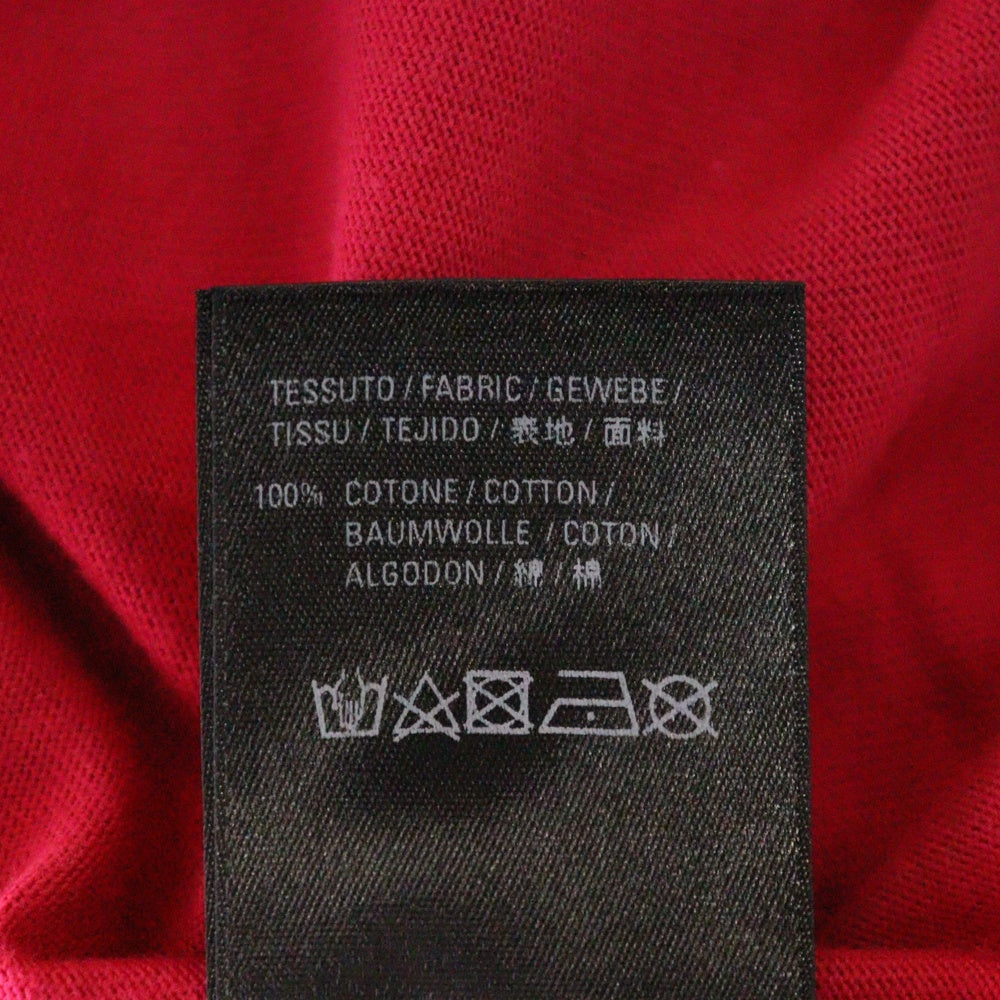 TESSUTO / FABRIC / GEWEBE /
TISSU / TEJIDO / 表地 / 面料
100% COTONE / COTTON /
BAUMWOLLE / COTON /
ALGODON / 綿 / 棉